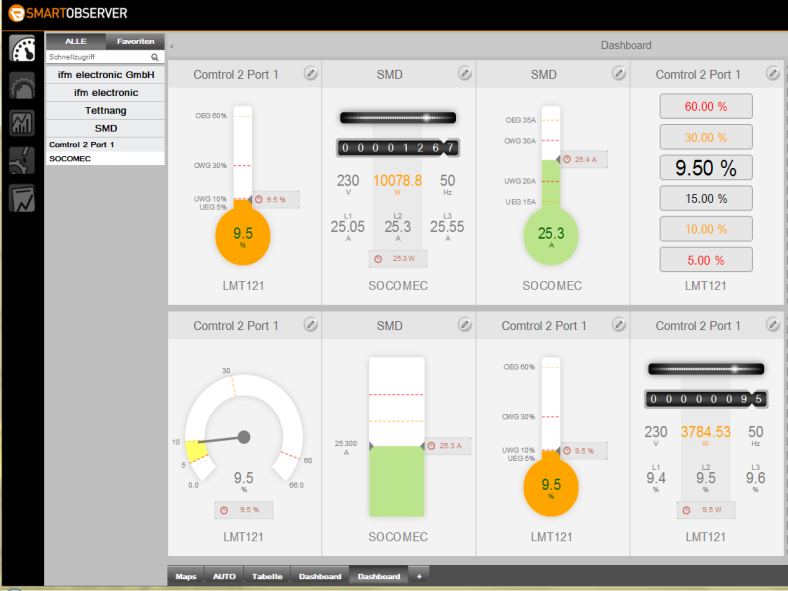 SMARTOBSERVER
ALLE Favoriten
Schnellzugriff
ifm electronic GmbH
ifm electronic
Tettnang
SMD
Comtrol 2 Port 1
SOCOMEC
< Dashboard
Comtrol 2 Port 1
OEG 60%
OWG 30%
UWG 10%
UEG 5%
9.5 %
9.5
%
LMT121
SMD
0 0 0 0 1 2 6 7
230 10078.8 50
V W Hz
L1 L2 L3
25.05 25.3 25.55
A A A
25.3 W
SOCOMEC
SMD
OEG 35A
OWG 30A
25.4 A
UWG 20A
UEG 15A
25.3
A
SOCOMEC
Comtrol 2 Port 1
60.00 %
30.00 %
9.50 %
15.00 %
10.00 %
5.00 %
LMT121
Comtrol 2 Port 1
30
10
5
60
0.0 66.0
9.5
%
9.5 %
LMT121
SMD
25.300
A
25.3 A
SOCOMEC
Comtrol 2 Port 1
OEG 60%
OWG 30%
UWG 10%
UEG 5%
9.5 %
9.5
%
LMT121
Comtrol 2 Port 1
0 0 0 0 0 0 9 5
230 3784.53 50
V W Hz
L1 L2 L3
9.4 9.5 9.6
% % %
9.5 W
LMT121
Maps AUTO Tabelle Dashboard Dashboard +